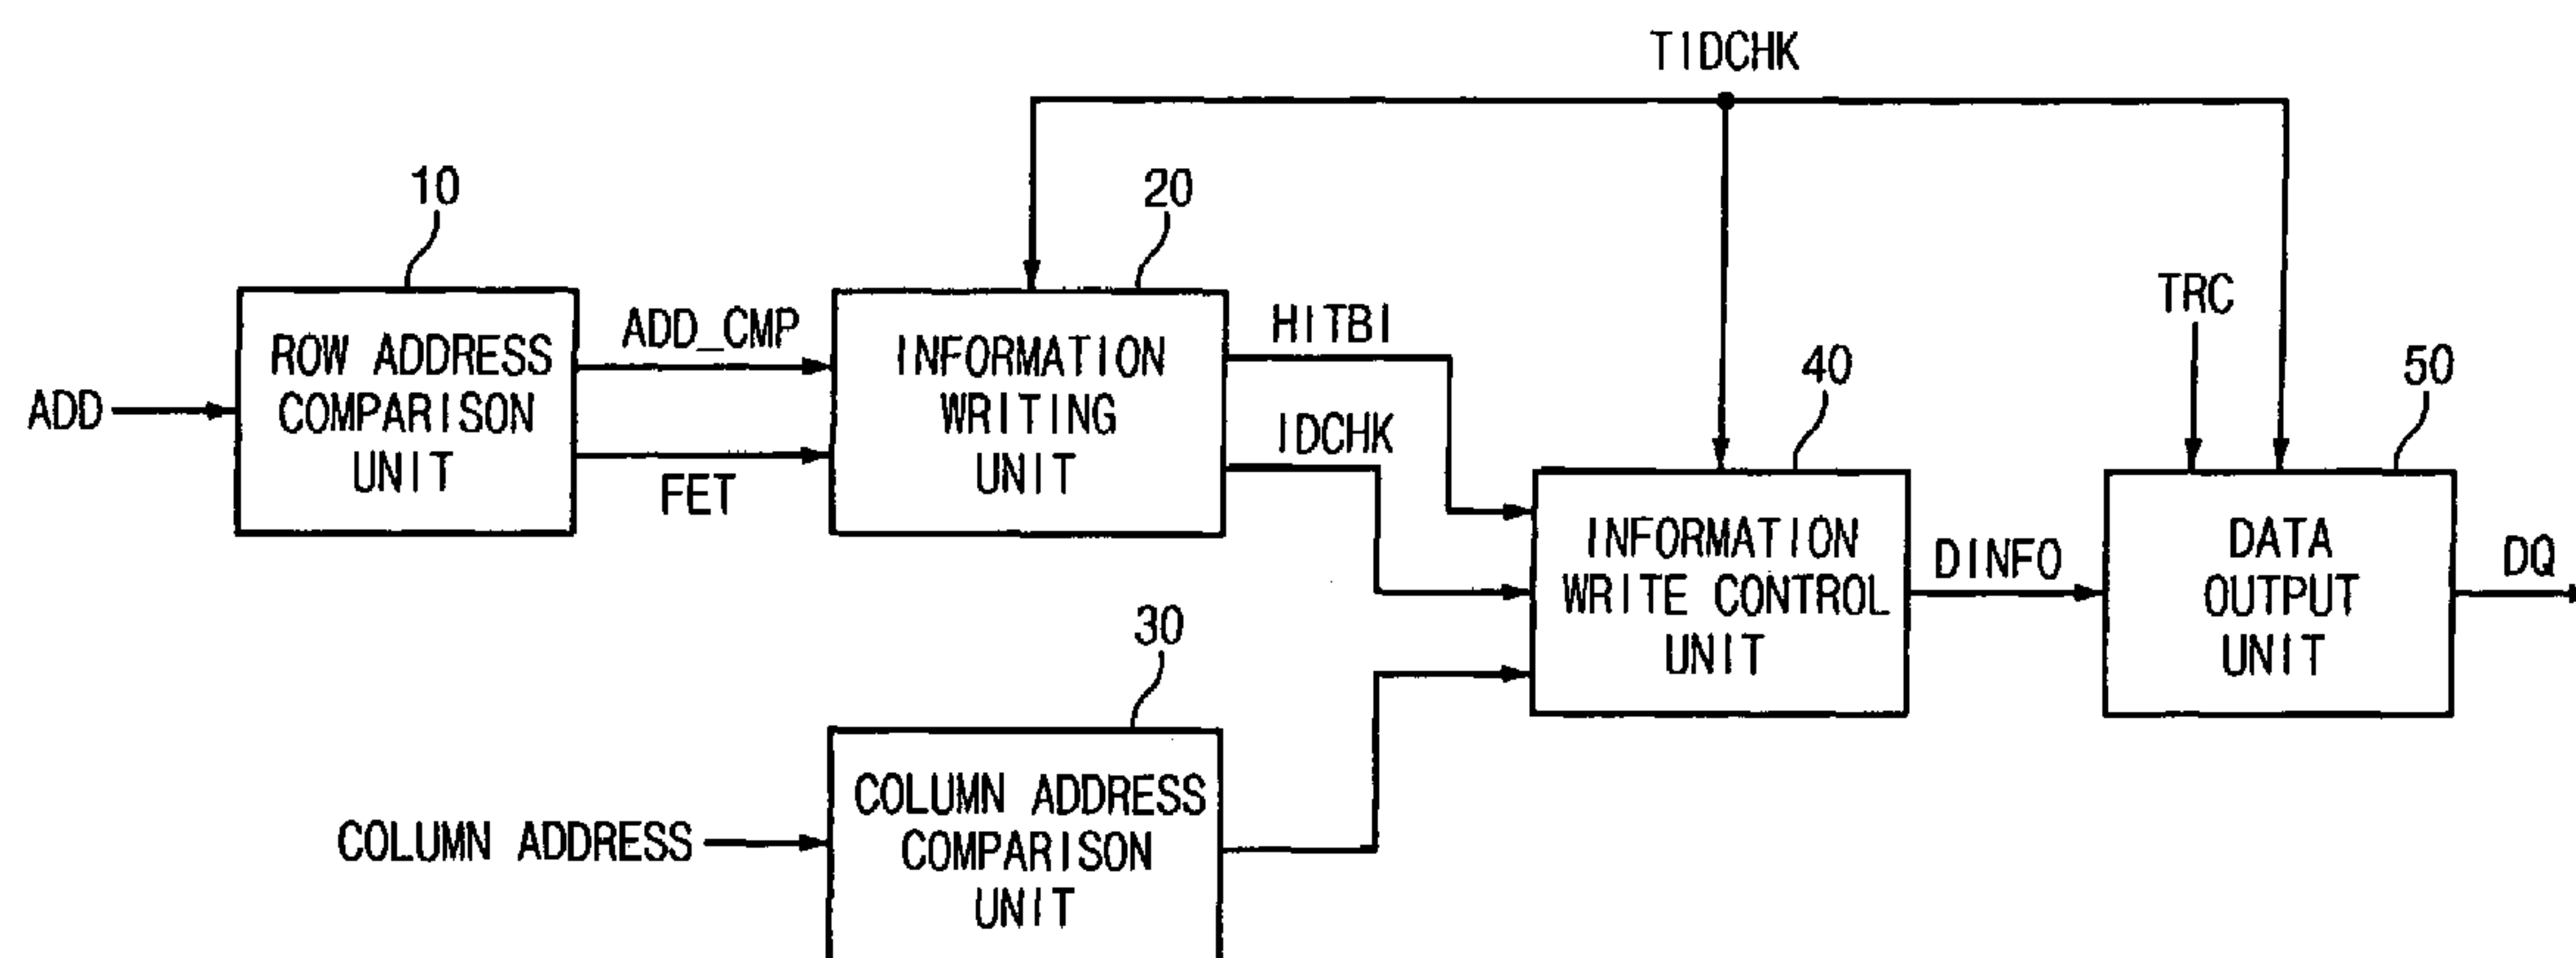 TIDCHK
10
20
TRC
ADD_CMP
HITBI
ROW ADDRESS
COMPARISON
UNIT
INFORMATION
WRITING
UNIT
40
50
ADD
FET
IDCHK
INFORMATION
WRITE CONTROL
UNIT
DINFO
DATA
OUTPUT
UNIT
DQ
30
COLUMN ADDRESS
COLUMN ADDRESS
COMPARISON
UNIT